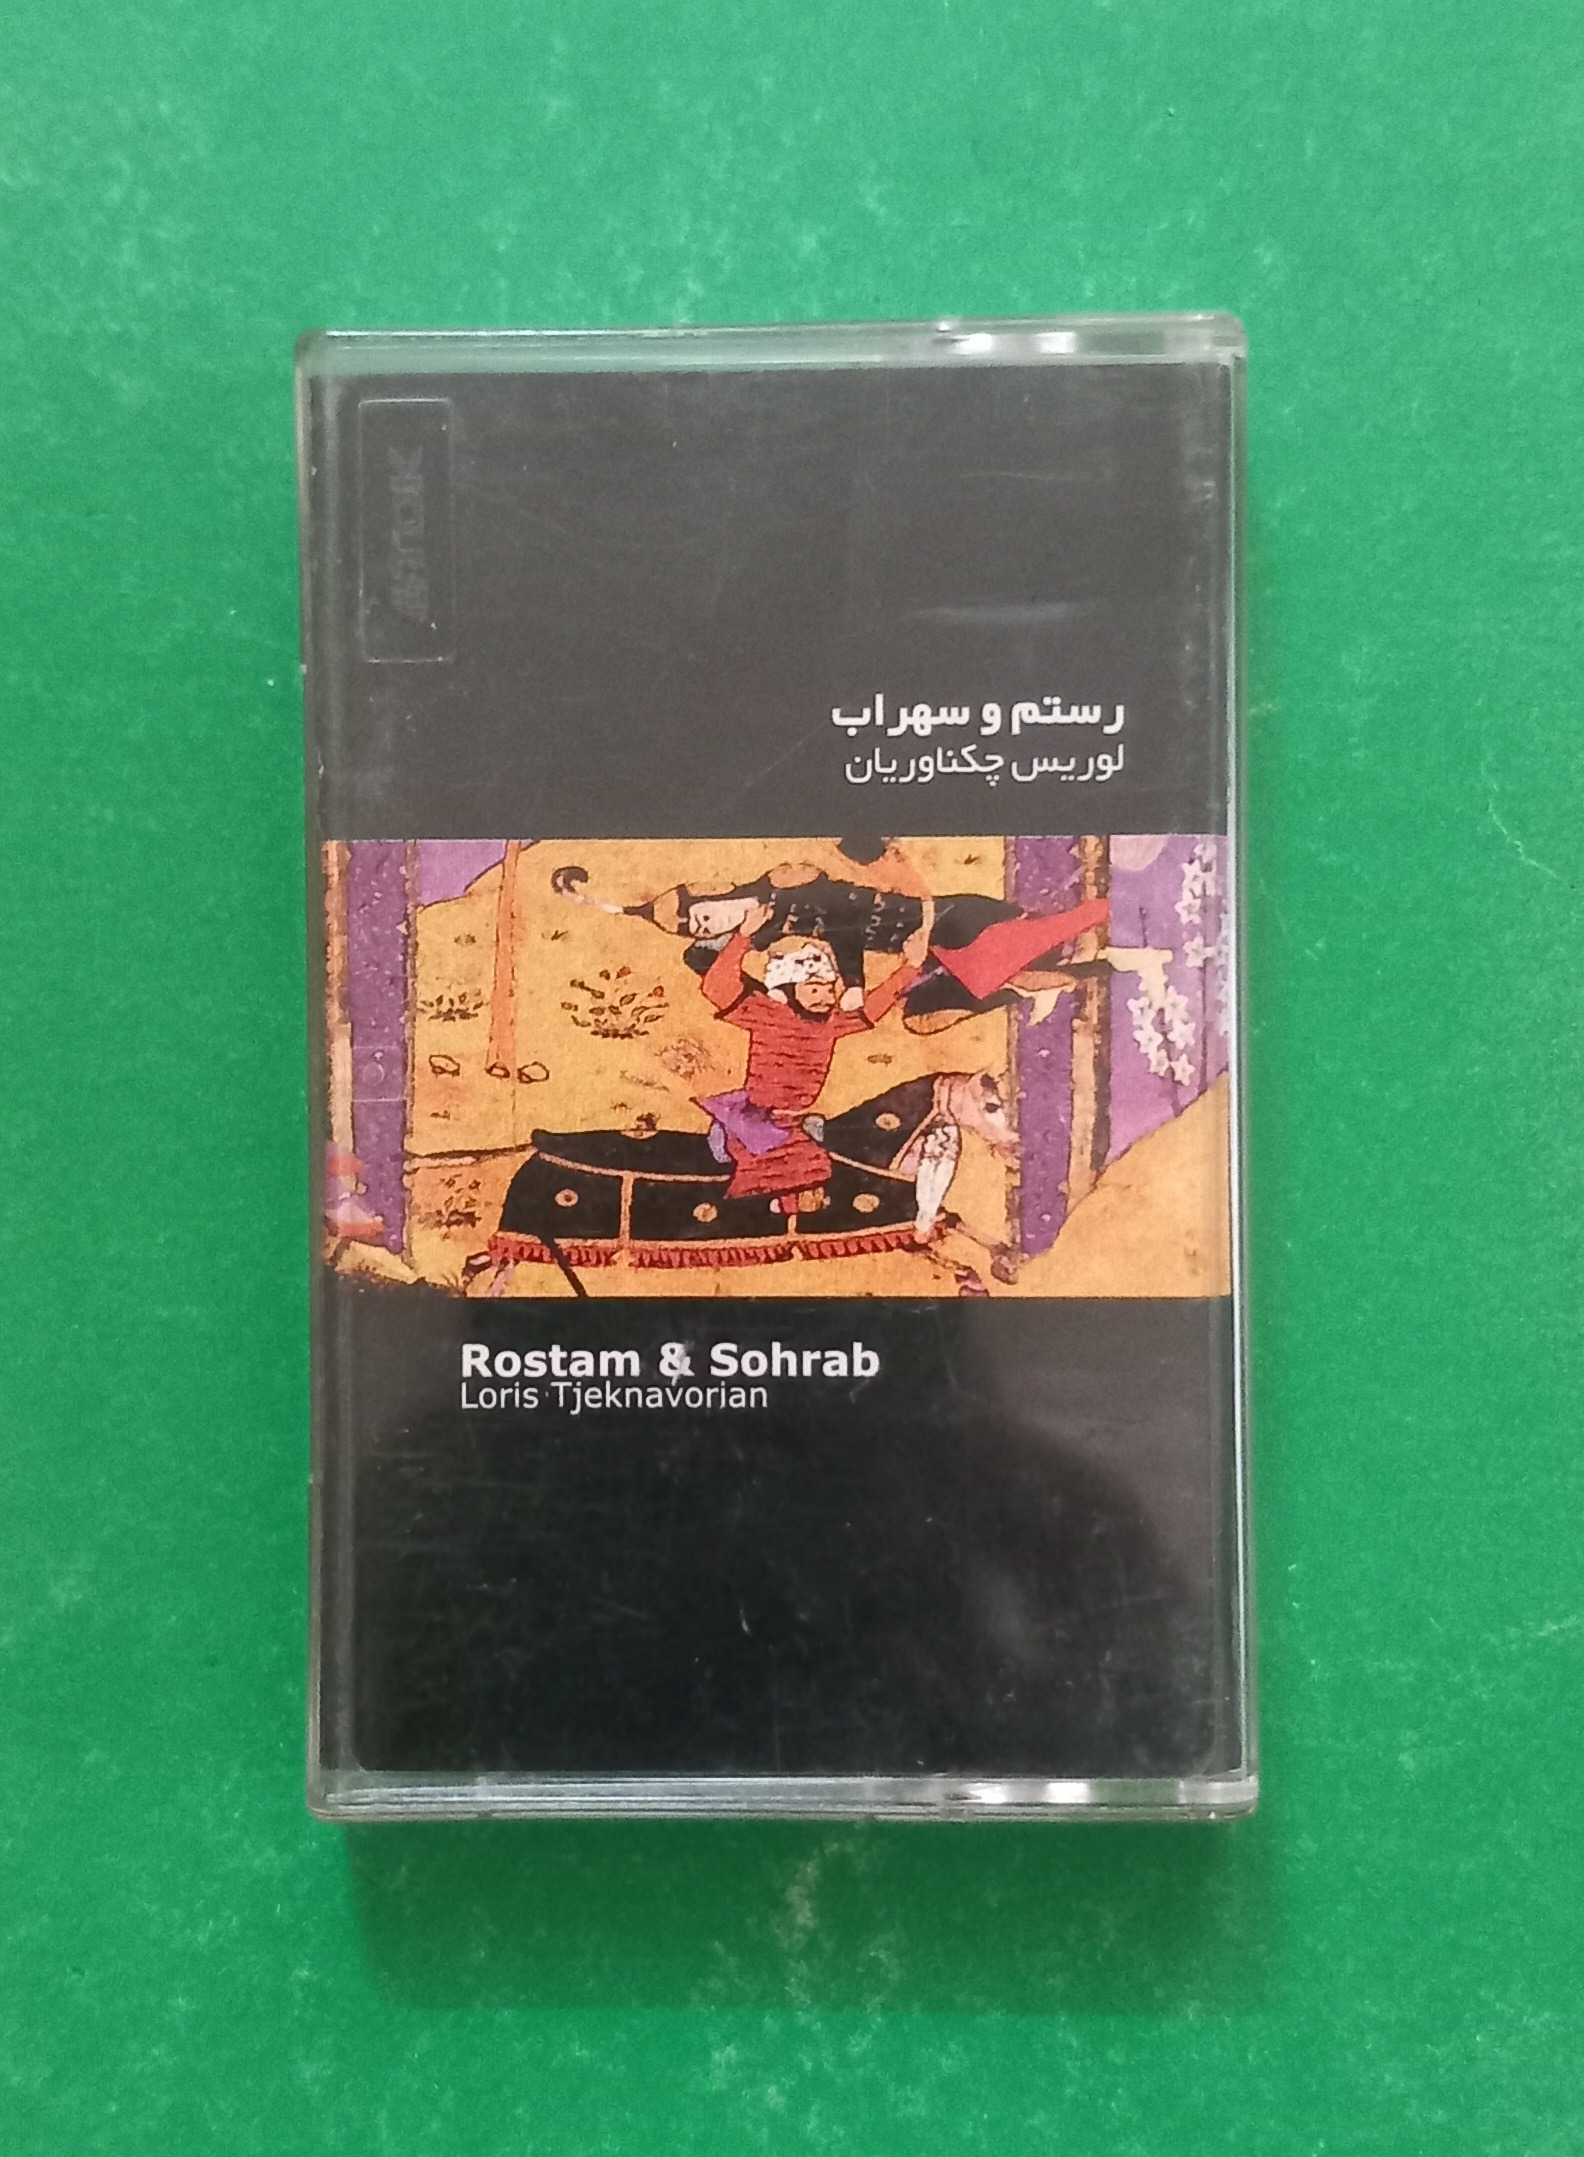 رستم و سهراب
لوریس چکناوریان
Rostam & Sohrab
Loris Tjeknavorian